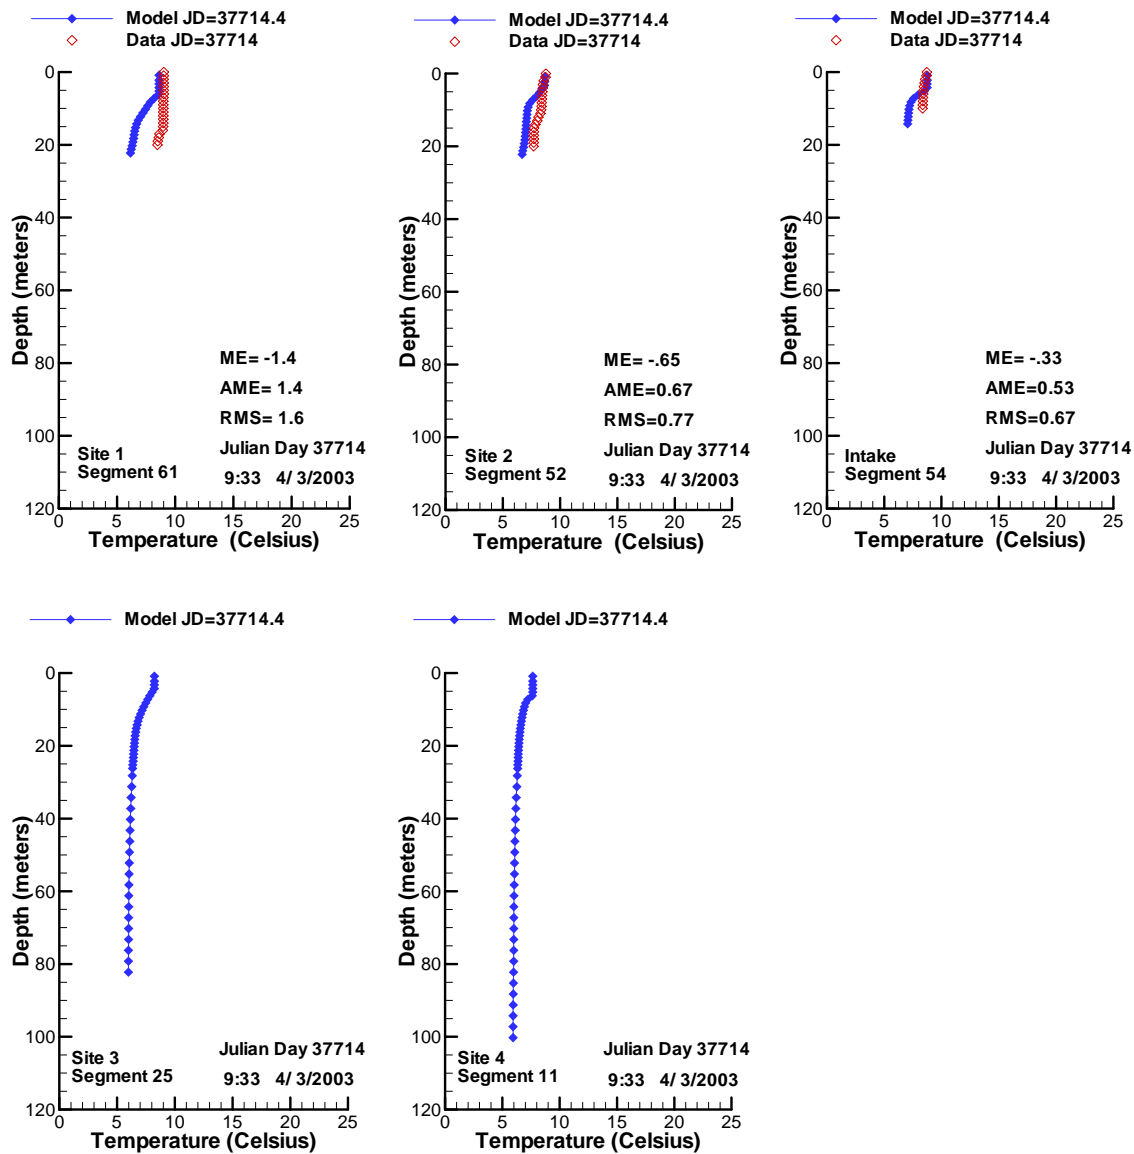 Model JD=37714.4
Data JD=37714
0
20
40
60
80
100
120
Depth (meters)
ME= -1.4
AME= 1.4
RMS= 1.6
Julian Day 37714
9:33 4/ 3/2003
Site 1
Segment 61
0 5 10 15 20 25
Temperature (Celsius)
Model JD=37714.4
Data JD=37714
0
20
40
60
80
100
120
Depth (meters)
ME= -.65
AME=0.67
RMS=0.77
Julian Day 37714
9:33 4/ 3/2003
Site 2
Segment 52
0 5 10 15 20 25
Temperature (Celsius)
Model JD=37714.4
Data JD=37714
0
20
40
60
80
100
120
Depth (meters)
ME= -.33
AME=0.53
RMS=0.67
Julian Day 37714
9:33 4/ 3/2003
Intake
Segment 54
0 5 10 15 20 25
Temperature (Celsius)
Model JD=37714.4
0
20
40
60
80
100
120
Depth (meters)
Julian Day 37714
9:33 4/ 3/2003
Site 3
Segment 25
0 5 10 15 20 25
Temperature (Celsius)
Model JD=37714.4
0
20
40
60
80
100
120
Depth (meters)
Julian Day 37714
9:33 4/ 3/2003
Site 4
Segment 11
0 5 10 15 20 25
Temperature (Celsius)